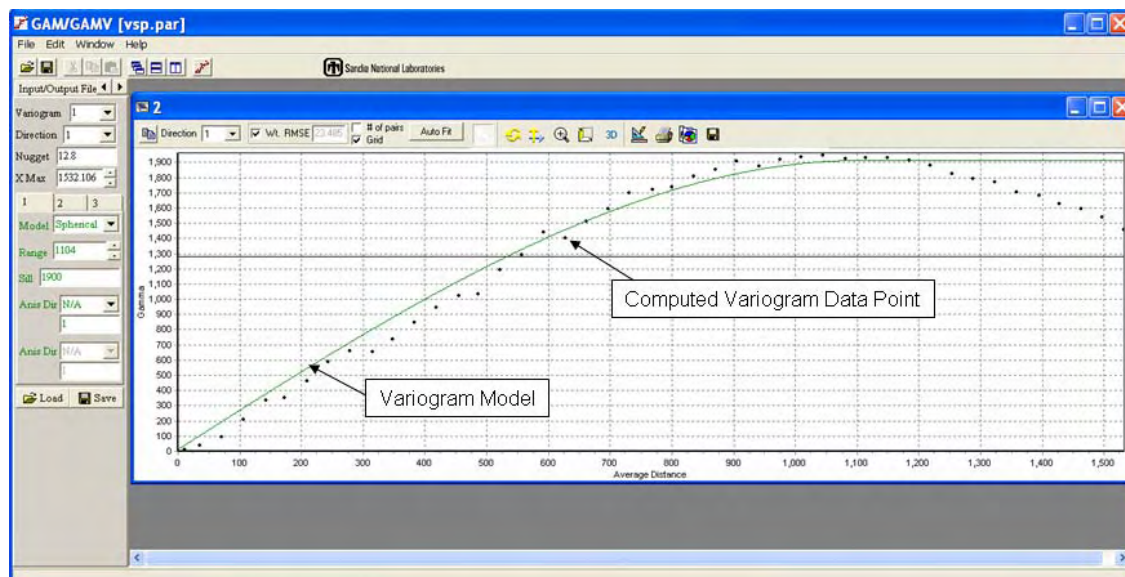 GAM/GAMV [vsp.par]
File Edit Window Help
Sandia National Laboratories
Input/Output File
Variogram 1
Direction 1
Nugget 12.8
X Max 1532.106
1 2 3
Model Spherical
Range 1104
Sill 1900
Anis Dir N/A
1
Anis Dir N/A
1
Load Save
2
Direction 1 Wt. RMSE 23.485 # of pairs Grid Auto Fit 3D
1,900
1,800
1,700
1,600
1,500
1,400
1,300
1,200
1,100
1,000
900
800
700
600
500
400
300
200
100
0
Gamma
Computed Variogram Data Point
Variogram Model
0 100 200 300 400 500 600 700 800 900 1,000 1,100 1,200 1,300 1,400 1,500
Average Distance